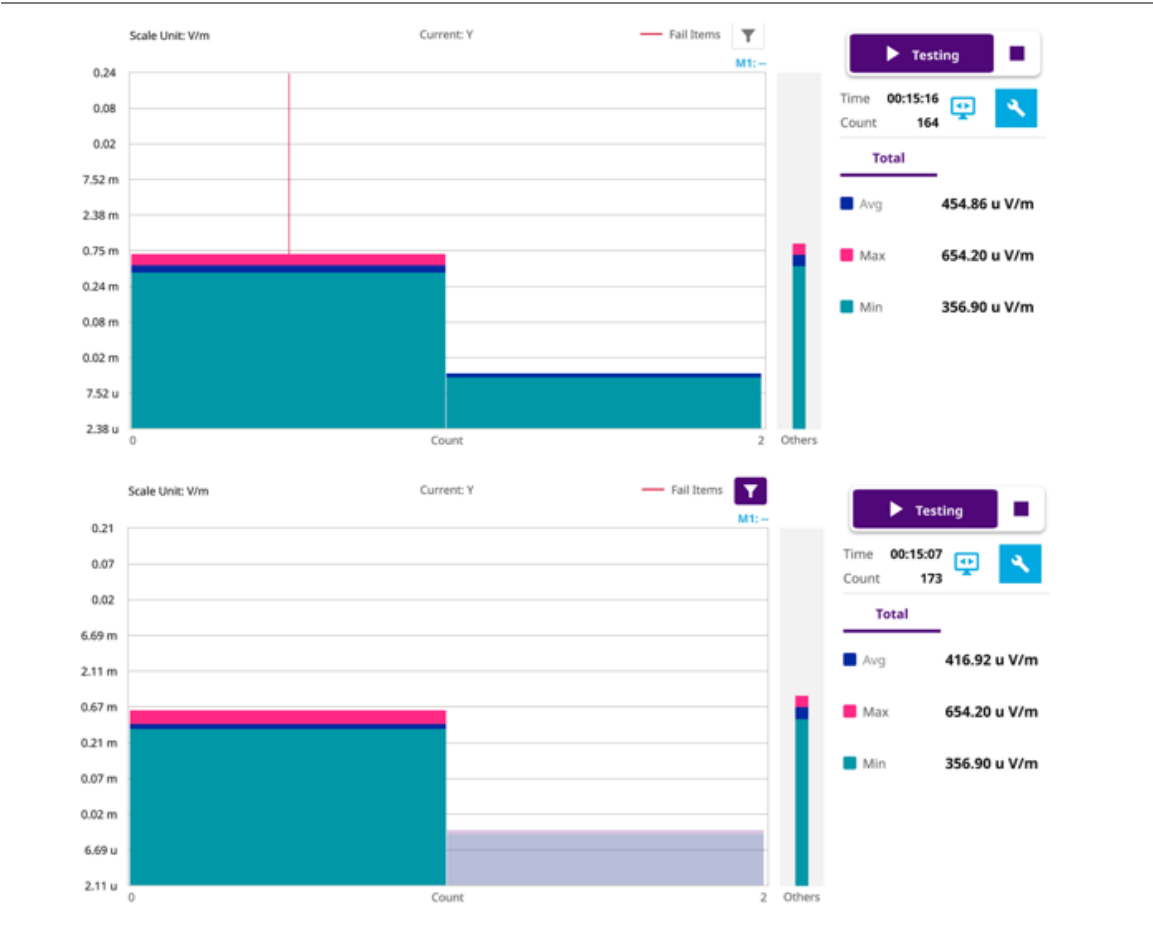 Scale Unit: V/m Current: Y Fail Items
M1: --
0.24
0.08
0.02
7.52 m
2.38 m
0.75 m
0.24 m
0.08 m
0.02 m
7.52 u
2.38 u
0 Count 2 Others
Testing
Time 00:15:16
Count 164
Total
Avg 454.86 u V/m
Max 654.20 u V/m
Min 356.90 u V/m
Scale Unit: V/m Current: Y Fail Items
M1: --
0.21
0.07
0.02
6.69 m
2.11 m
0.67 m
0.21 m
0.07 m
0.02 m
6.69 u
2.11 u
0 Count 2 Others
Testing
Time 00:15:07
Count 173
Total
Avg 416.92 u V/m
Max 654.20 u V/m
Min 356.90 u V/m